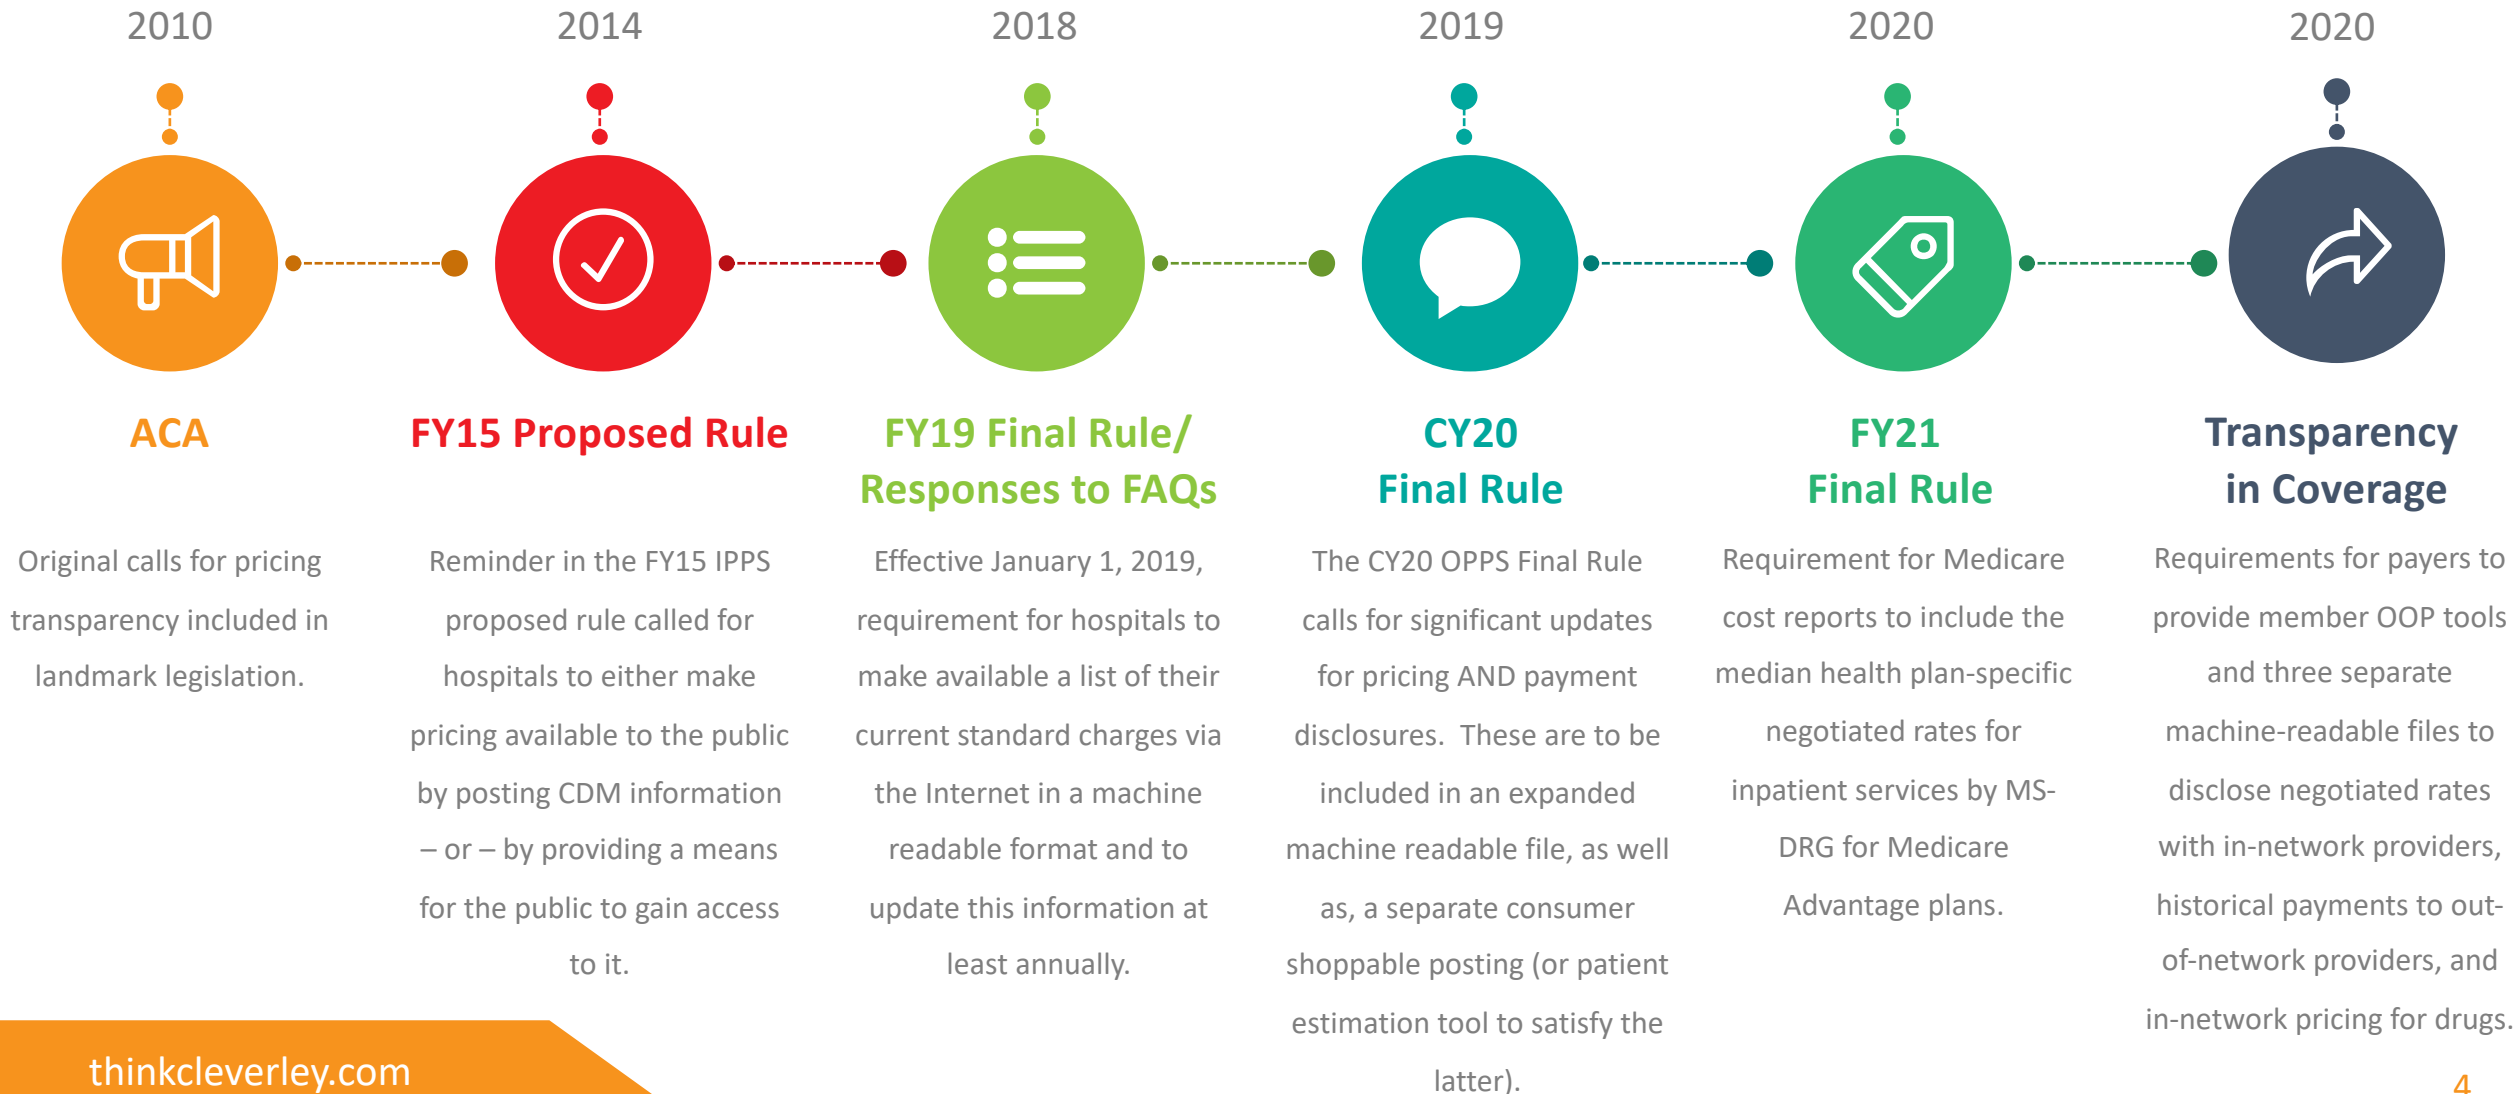 2010
ACA
Original calls for pricing
transparency included in
landmark legislation.
2014
FY15 Proposed Rule
Reminder in the FY15 IPPS
proposed rule called for
hospitals to either make
pricing available to the public
by posting CDM information
– or – by providing a means
for the public to gain access
to it.
2018
FY19 Final Rule/
Responses to FAQs
Effective January 1, 2019,
requirement for hospitals to
make available a list of their
current standard charges via
the Internet in a machine
readable format and to
update this information at
least annually.
2019
CY20
Final Rule
The CY20 OPPS Final Rule
calls for significant updates
for pricing AND payment
disclosures.  These are to be
included in an expanded
machine readable file, as well
as, a separate consumer
shoppable posting (or patient
estimation tool to satisfy the
latter).
2020
FY21
Final Rule
Requirement for Medicare
cost reports to include the
median health plan-specific
negotiated rates for
inpatient services by MS-
DRG for Medicare
Advantage plans.
2020
Transparency
in Coverage
Requirements for payers to
provide member OOP tools
and three separate
machine-readable files to
disclose negotiated rates
with in-network providers,
historical payments to out-
of-network providers, and
in-network pricing for drugs.
thinkcleverley.com
4